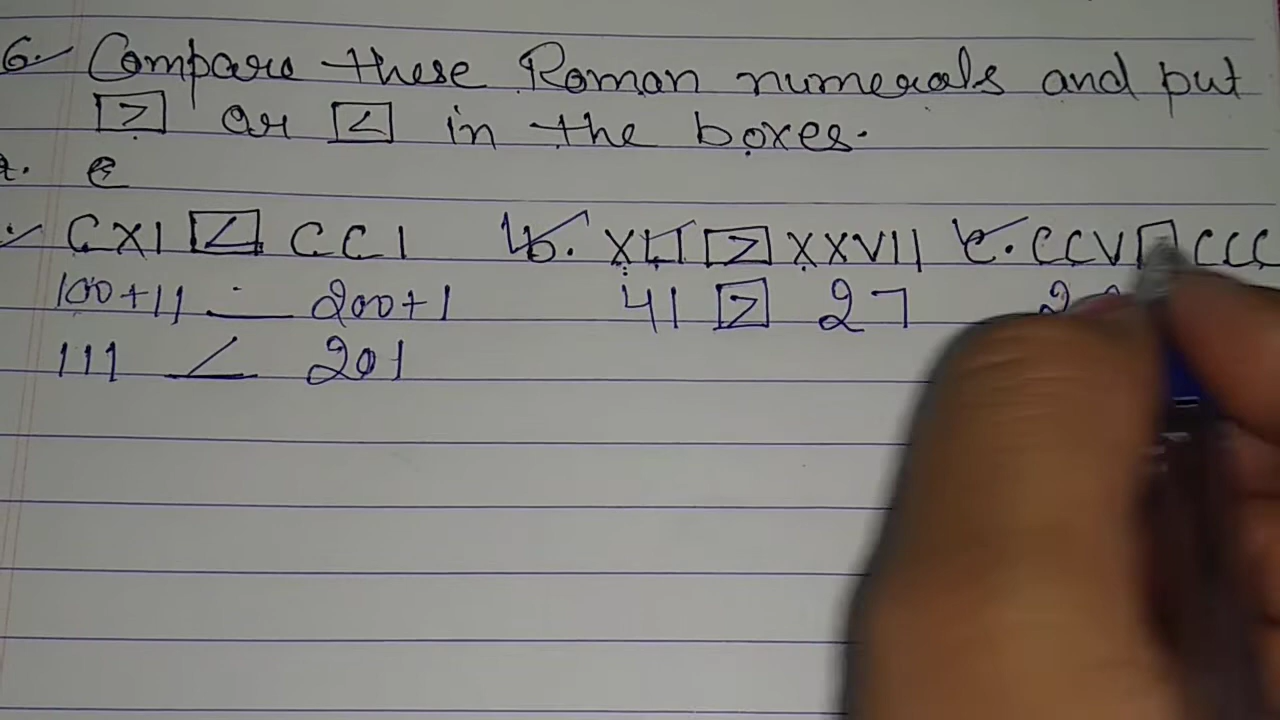 6. Compare these Roman numerals and put
[>] or [<] in the boxes.
CXI [<] CCI b. XLI [>] XXVII c. CCV [ ] CCC
100+11 200+1 41 [>] 27
111 < 201